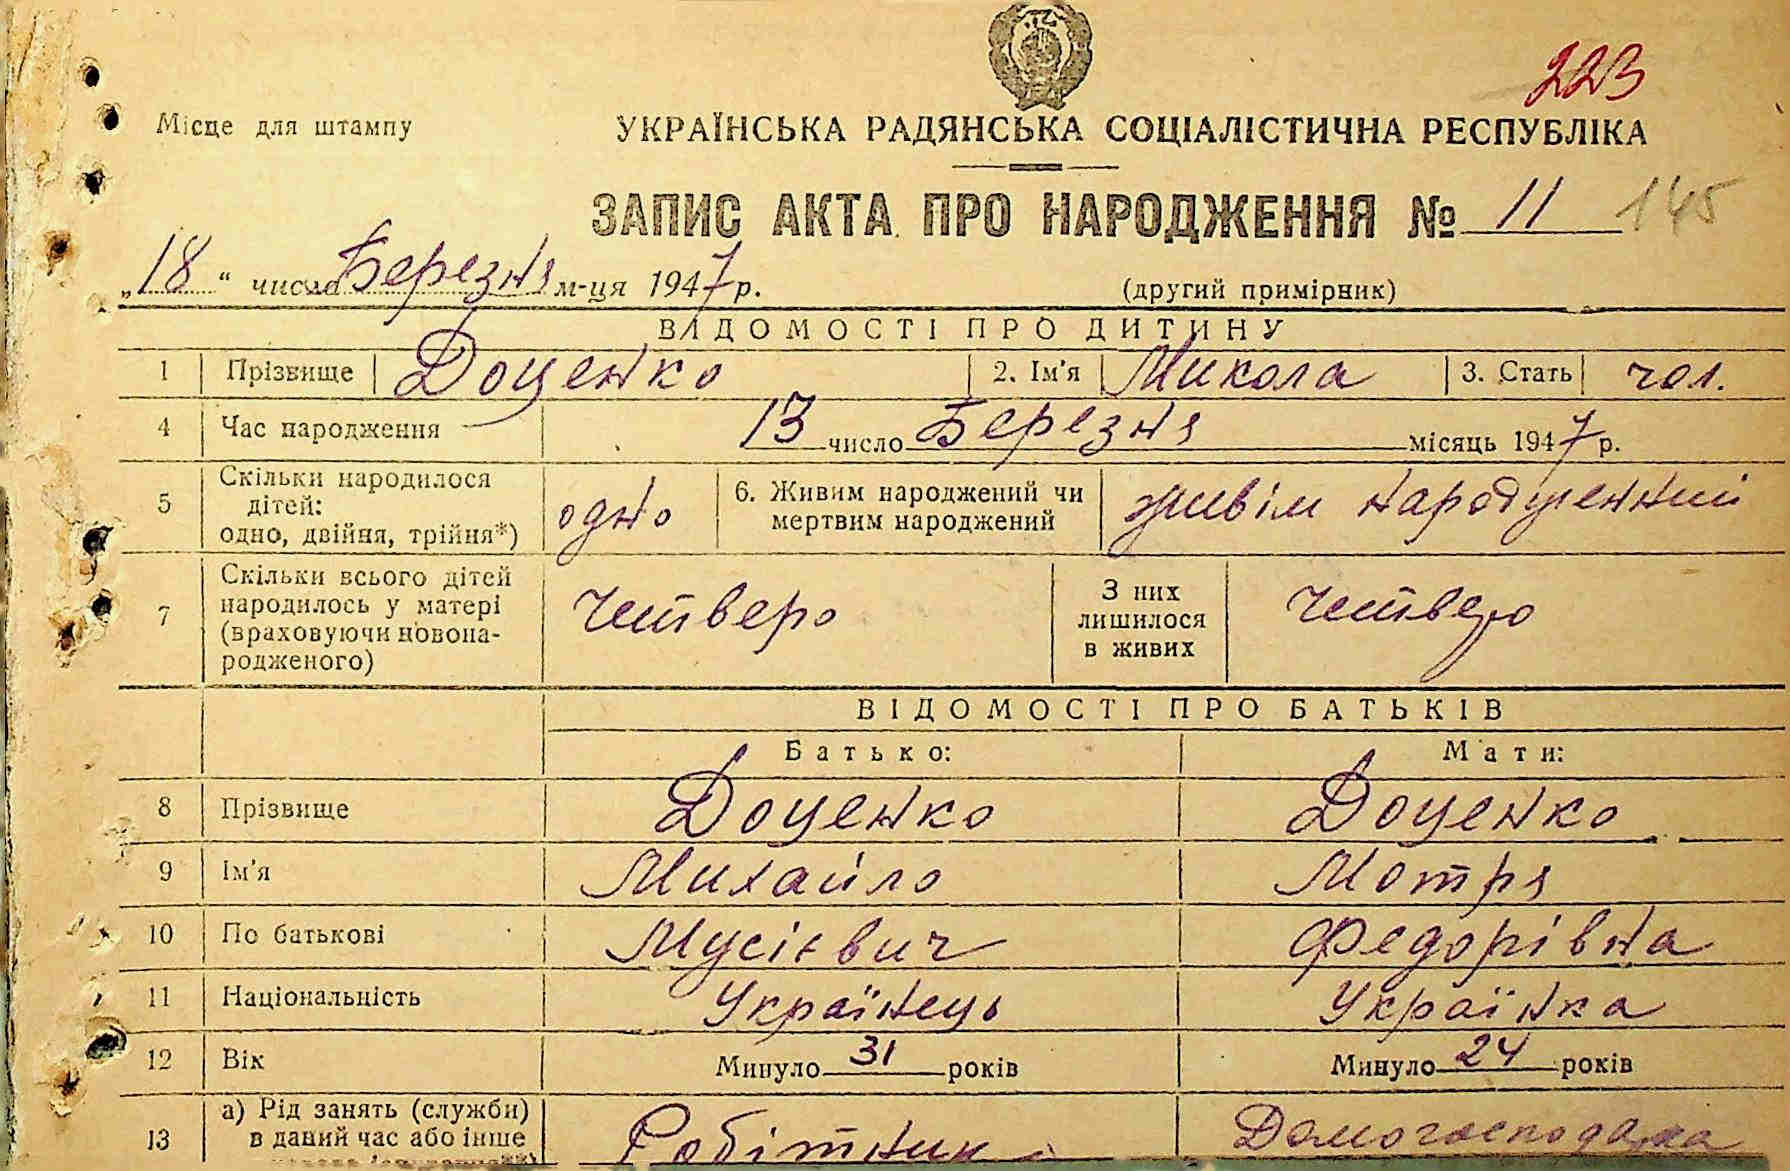 223
Місце для штампу
УКРАЇНСЬКА РАДЯНСЬКА СОЦІАЛІСТИЧНА РЕСПУБЛІКА
ЗАПИС АКТА ПРО НАРОДЖЕННЯ № 11 145
„18“ числа Березня м-ця 1947 р. (другий примірник)
ВІДОМОСТІ ПРО ДИТИНУ
1 Прізвище Доценко 2. Ім'я Микола 3. Стать чол.
4 Час народження 13 число Березня місяць 1947 р.
5 Скільки народилося дітей: одно, двійня, трійня*) одно 6. Живим народжений чи мертвим народжений живім народженний
7 Скільки всього дітей народилось у матері (враховуючи новонародженого) Четверо З них лишилося в живих Четверо
ВІДОМОСТІ ПРО БАТЬКІВ
Батько: Мати:
8 Прізвище Доценко Доценко
9 Ім'я Михайло Мотря
10 По батькові Мусієвич Федорівна
11 Національність Українець Українка
12 Вік Минуло 31 років Минуло 24 років
13 а) Рід занять (служби) в даний час або інше Робітник Домогосподарка